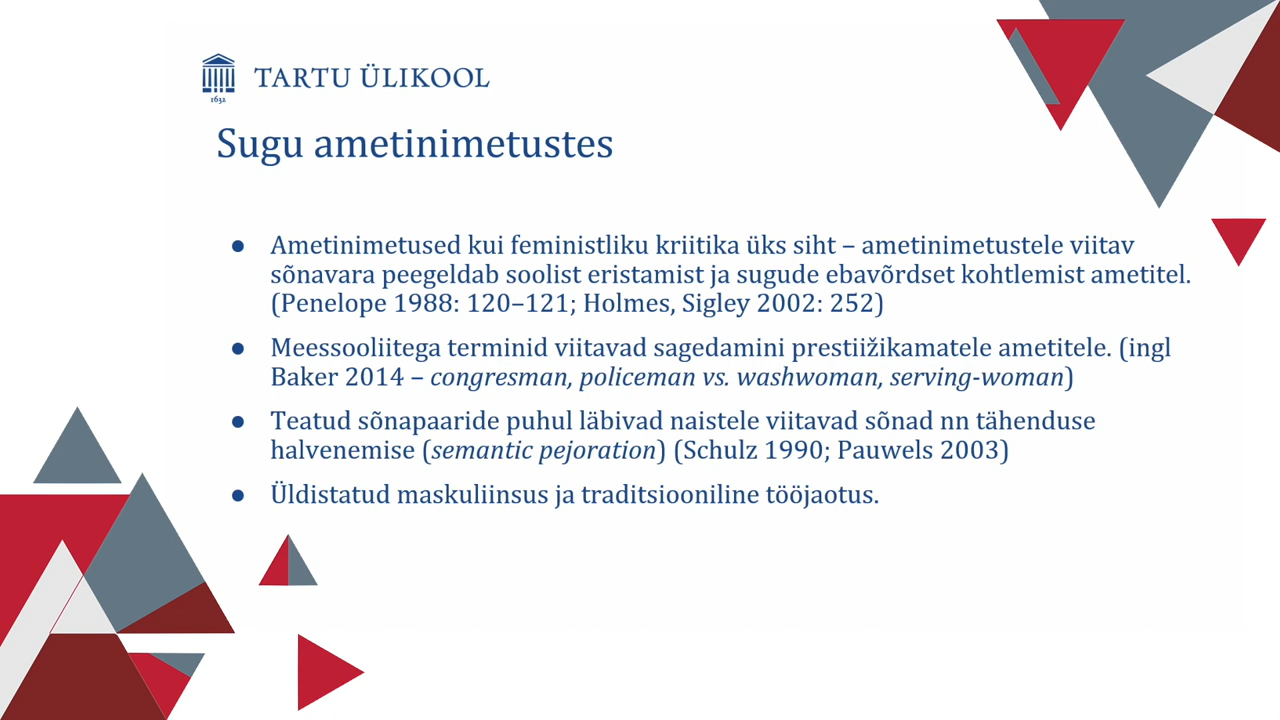 TARTU ÜLIKOOL
1632
Sugu ametinimetustes
● Ametinimetused kui feministliku kriitika üks siht – ametinimetustele viitav
sõnavara peegeldab soolist eristamist ja sugude ebavõrdset kohtlemist ametitel.
(Penelope 1988: 120–121; Holmes, Sigley 2002: 252)
● Meessooliitega terminid viitavad sagedamini prestiižikamatele ametitele. (ingl
Baker 2014 – congresman, policeman vs. washwoman, serving-woman)
● Teatud sõnapaaride puhul läbivad naistele viitavad sõnad nn tähenduse
halvenemise (semantic pejoration) (Schulz 1990; Pauwels 2003)
● Üldistatud maskuliinsus ja traditsiooniline tööjaotus.